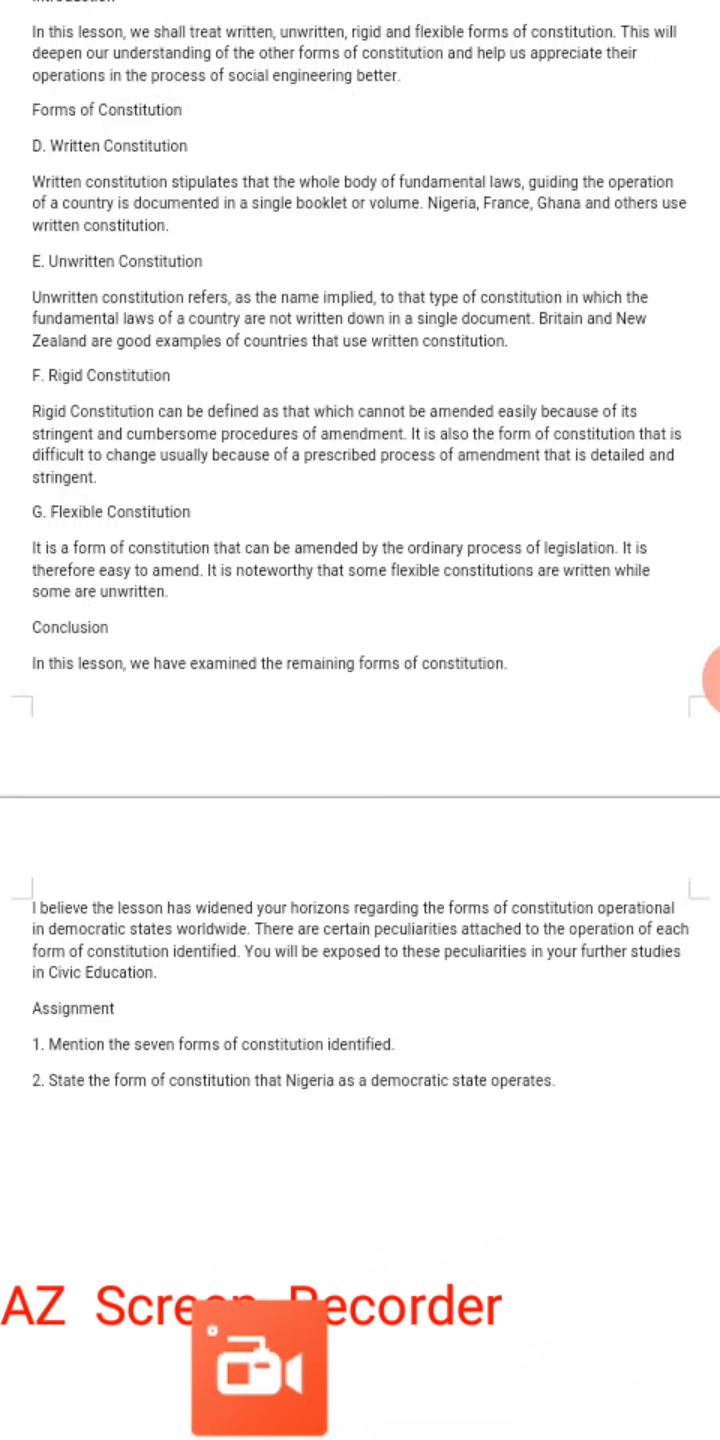 In this lesson, we shall treat written, unwritten, rigid and flexible forms of constitution. This will
deepen our understanding of the other forms of constitution and help us appreciate their
operations in the process of social engineering better.
Forms of Constitution
D. Written Constitution
Written constitution stipulates that the whole body of fundamental laws, guiding the operation
of a country is documented in a single booklet or volume. Nigeria, France, Ghana and others use
written constitution.
E. Unwritten Constitution
Unwritten constitution refers, as the name implied, to that type of constitution in which the
fundamental laws of a country are not written down in a single document. Britain and New
Zealand are good examples of countries that use written constitution.
F. Rigid Constitution
Rigid Constitution can be defined as that which cannot be amended easily because of its
stringent and cumbersome procedures of amendment. It is also the form of constitution that is
difficult to change usually because of a prescribed process of amendment that is detailed and
stringent.
G. Flexible Constitution
It is a form of constitution that can be amended by the ordinary process of legislation. It is
therefore easy to amend. It is noteworthy that some flexible constitutions are written while
some are unwritten.
Conclusion
In this lesson, we have examined the remaining forms of constitution.
I believe the lesson has widened your horizons regarding the forms of constitution operational
in democratic states worldwide. There are certain peculiarities attached to the operation of each
form of constitution identified. You will be exposed to these peculiarities in your further studies
in Civic Education.
Assignment
1. Mention the seven forms of constitution identified.
2. State the form of constitution that Nigeria as a democratic state operates.
AZ Screen Recorder